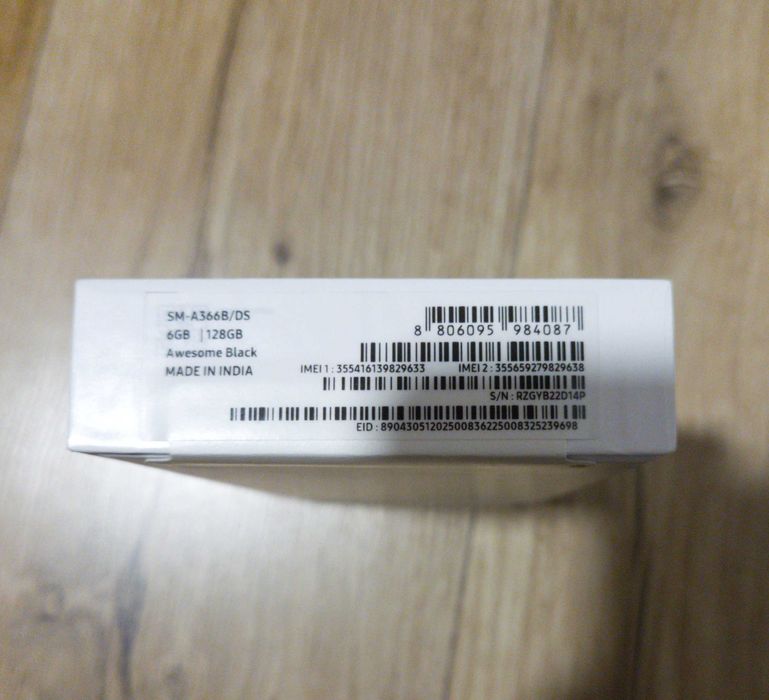 SM-A366B/DS
6GB | 128GB
Awesome Black
MADE IN INDIA
8 806095 984087
IMEI 1 : 355416139829633 IMEI 2 : 355659279829638
S/N : RZGYB22D14P
EID : 89043051202500836225008325239698